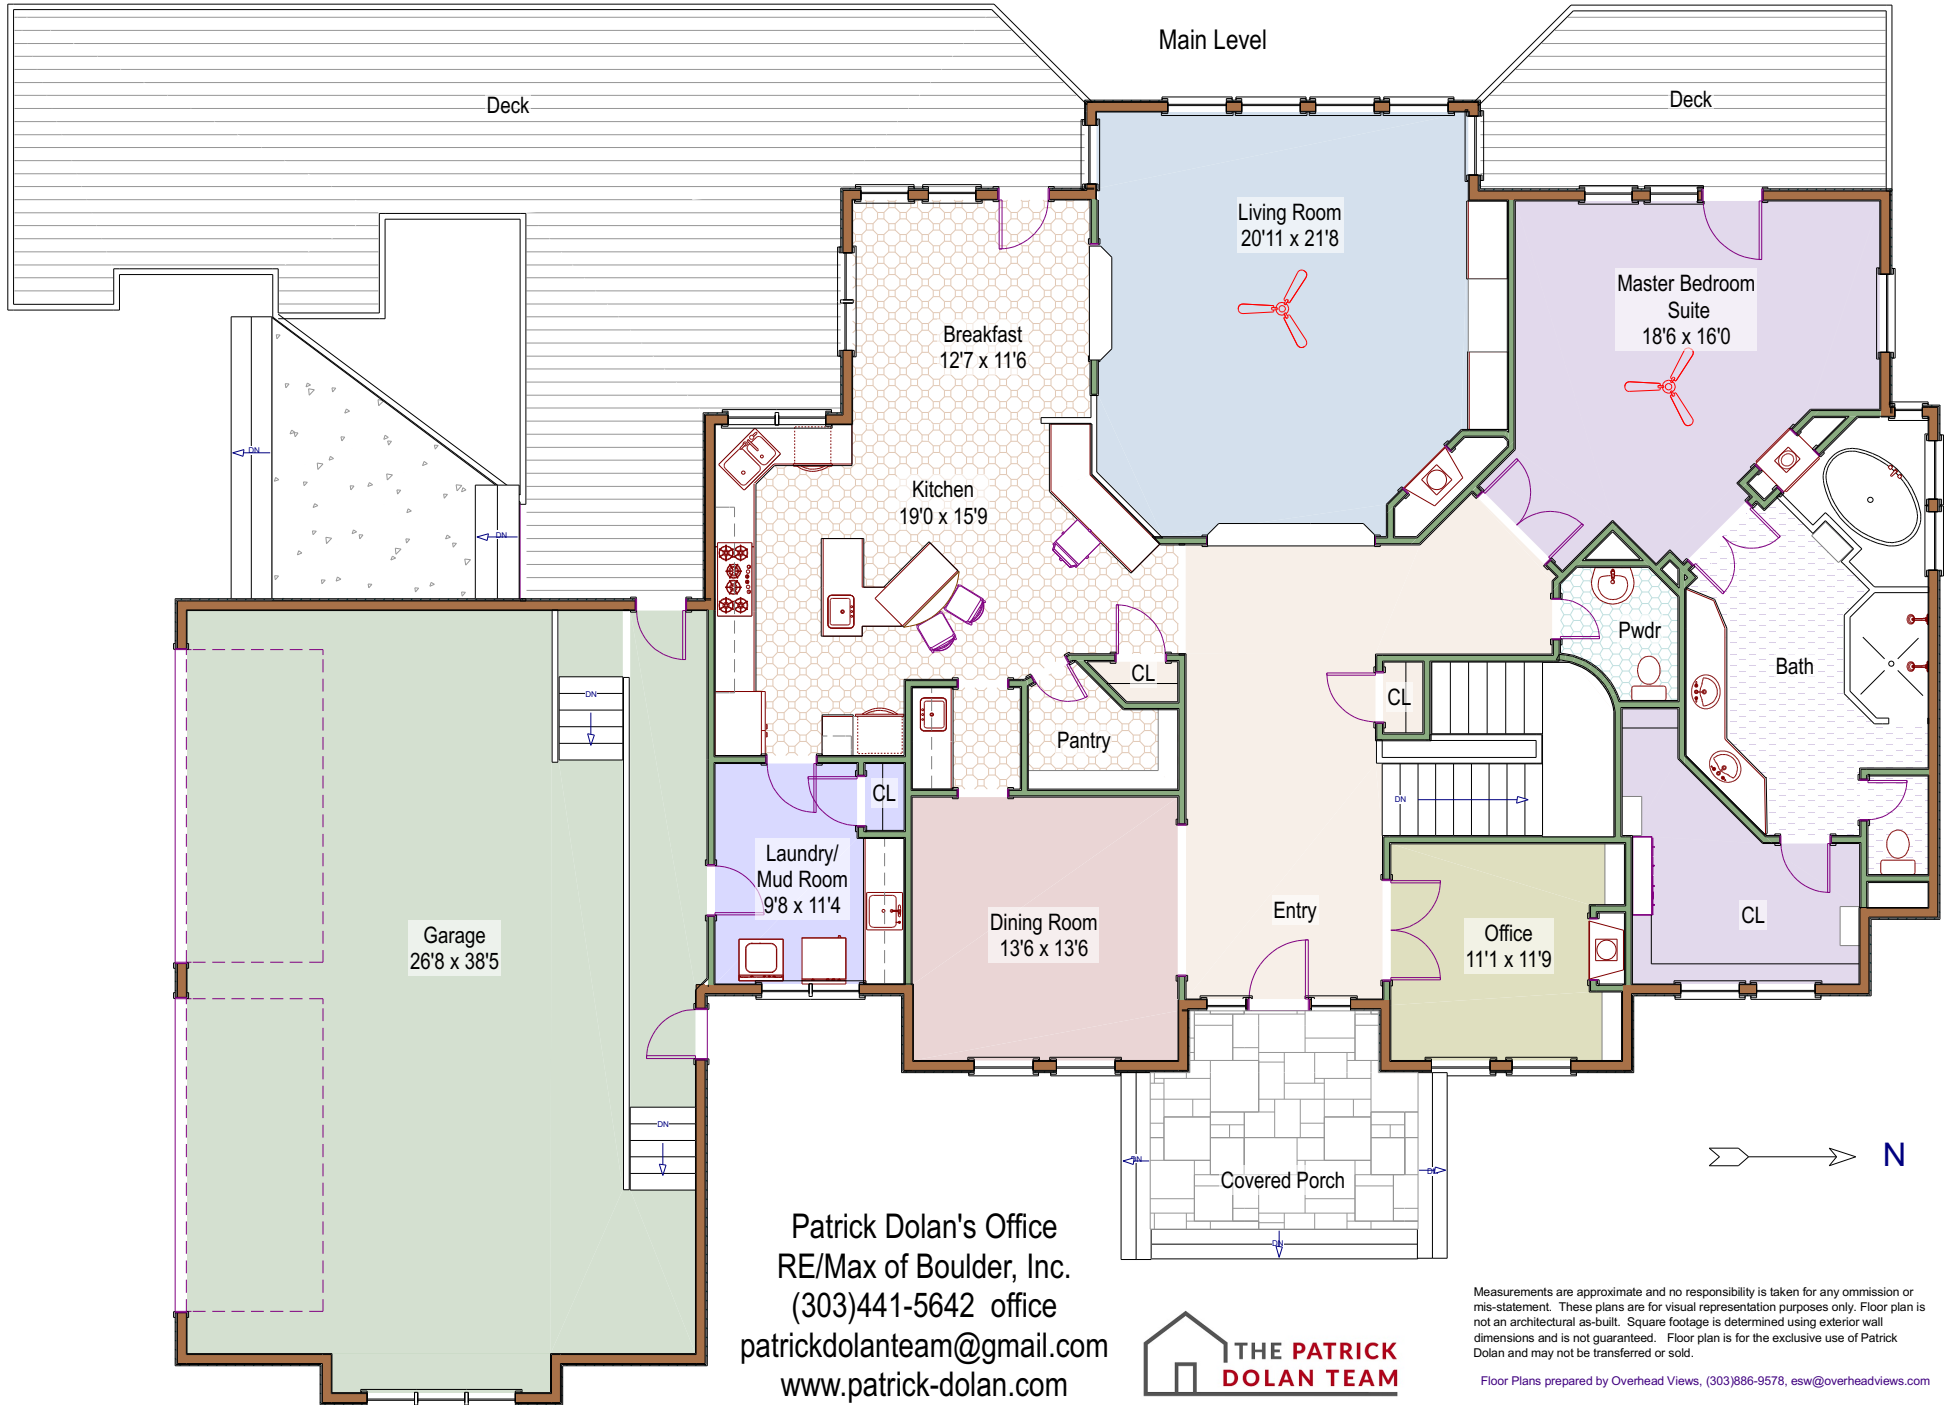 Main Level
Deck
Deck
Living Room
20'11 x 21'8
Master Bedroom
Suite
18'6 x 16'0
Breakfast
12'7 x 11'6
DN
Kitchen
19'0 x 15'9
DN
Pwdr
Bath
CL
CL
DN
Pantry
CL
DN
Laundry/
Mud Room
9'8 x 11'4
Entry
CL
Dining Room
13'6 x 13'6
Office
11'1 x 11'9
Garage
26'8 x 38'5
DN
DN
DN
Covered Porch
DN
N
Patrick Dolan's Office
RE/Max of Boulder, Inc.
(303)441-5642 office
patrickdolanteam@gmail.com
www.patrick-dolan.com
THE PATRICK
DOLAN TEAM
Measurements are approximate and no responsibility is taken for any ommission or
mis-statement. These plans are for visual representation purposes only. Floor plan is
not an architectural as-built. Square footage is determined using exterior wall
dimensions and is not guaranteed. Floor plan is for the exclusive use of Patrick
Dolan and may not be transferred or sold.
Floor Plans prepared by Overhead Views, (303)886-9578, esw@overheadviews.com